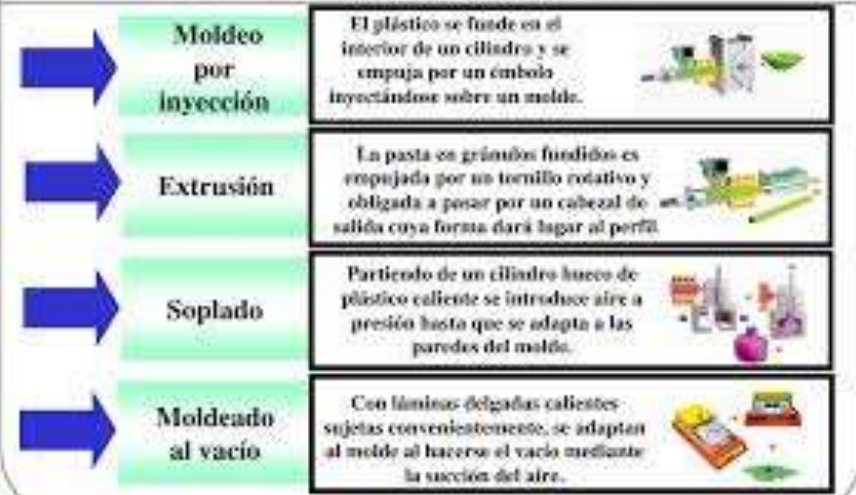 Moldeo
por
inyección
El plástico se funde en el
interior de un cilindro y se
empuja por un émbolo
inyectándose sobre un molde.
Extrusión
La pasta en gránulos fundidos es
empujada por un tornillo rotativo y
obligada a pasar por un cabezal de
salida cuya forma dará lugar al perfil
Soplado
Partiendo de un cilindro hueco de
plástico caliente se introduce aire a
presión hasta que se adapta a las
paredes del molde.
Moldeado
al vacío
Con láminas delgadas calientes
sujetas convenientemente, se adaptan
al molde al hacerse el vacío mediante
la succión del aire.